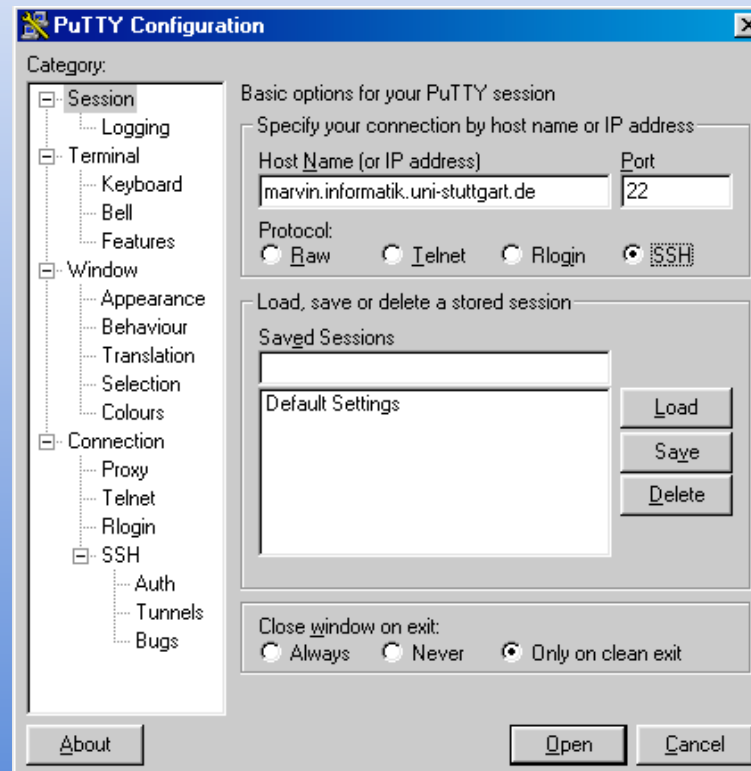 PuTTY Configuration
Category:
Session
Logging
Terminal
Keyboard
Bell
Features
Window
Appearance
Behaviour
Translation
Selection
Colours
Connection
Proxy
Telnet
Rlogin
SSH
Auth
Tunnels
Bugs
Basic options for your PuTTY session
Specify your connection by host name or IP address
Host Name (or IP address) Port
marvin.informatik.uni-stuttgart.de 22
Protocol:
Raw Telnet Rlogin SSH
Load, save or delete a stored session
Saved Sessions
Default Settings
Load
Save
Delete
Close window on exit:
Always Never Only on clean exit
About Open Cancel